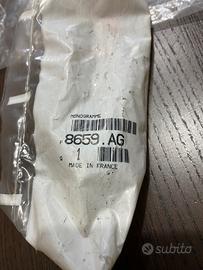 MONOGRAMME
8659.AG
1
MADE IN FRANCE
subito